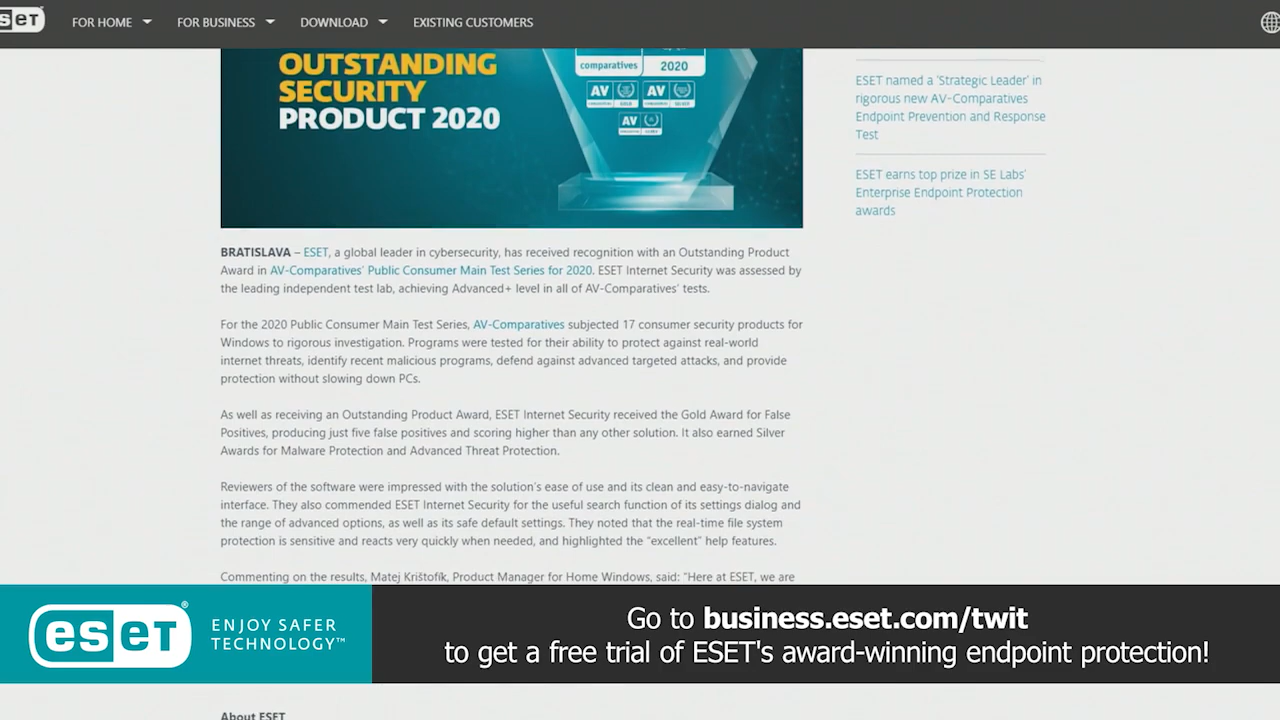 eseT
FOR HOME
FOR BUSINESS
DOWNLOAD
EXISTING CUSTOMERS
OUTSTANDING
SECURITY
PRODUCT 2020
comparatives
2020
AV
AV
AV
ESET named a 'Strategic Leader' in
rigorous new AV-Comparatives
Endpoint Prevention and Response
Test
ESET earns top prize in SE Labs'
Enterprise Endpoint Protection
awards
BRATISLAVA – ESET, a global leader in cybersecurity, has received recognition with an Outstanding Product
Award in AV-Comparatives' Public Consumer Main Test Series for 2020. ESET Internet Security was assessed by
the leading independent test lab, achieving Advanced+ level in all of AV-Comparatives' tests.
For the 2020 Public Consumer Main Test Series, AV-Comparatives subjected 17 consumer security products for
Windows to rigorous investigation. Programs were tested for their ability to protect against real-world
internet threats, identify recent malicious programs, defend against advanced targeted attacks, and provide
protection without slowing down PCs.
As well as receiving an Outstanding Product Award, ESET Internet Security received the Gold Award for False
Positives, producing just five false positives and scoring higher than any other solution. It also earned Silver
Awards for Malware Protection and Advanced Threat Protection.
Reviewers of the software were impressed with the solution's ease of use and its clean and easy-to-navigate
interface. They also commended ESET Internet Security for the useful search function of its settings dialog and
the range of advanced options, as well as its safe default settings. They noted that the real-time file system
protection is sensitive and reacts very quickly when needed, and highlighted the "excellent" help features.
Commenting on the results, Matej Krištofík, Product Manager for Home Windows, said: "Here at ESET, we are
eseT®
ENJOY SAFER
TECHNOLOGY™
Go to business.eset.com/twit
to get a free trial of ESET's award-winning endpoint protection!
About ESET